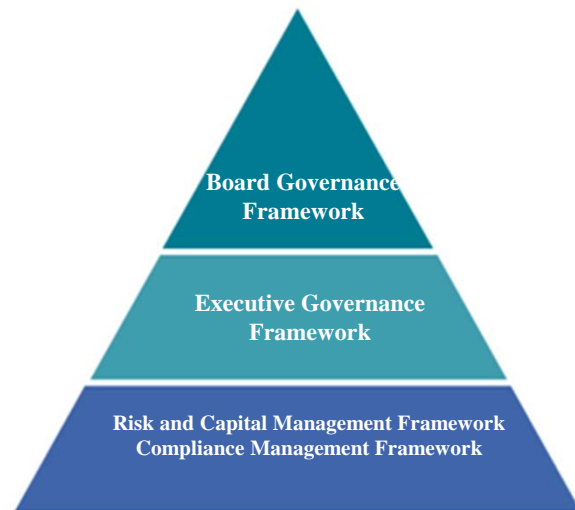 Board Governance
Framework
Executive Governance
Framework
Risk and Capital Management Framework
Compliance Management Framework